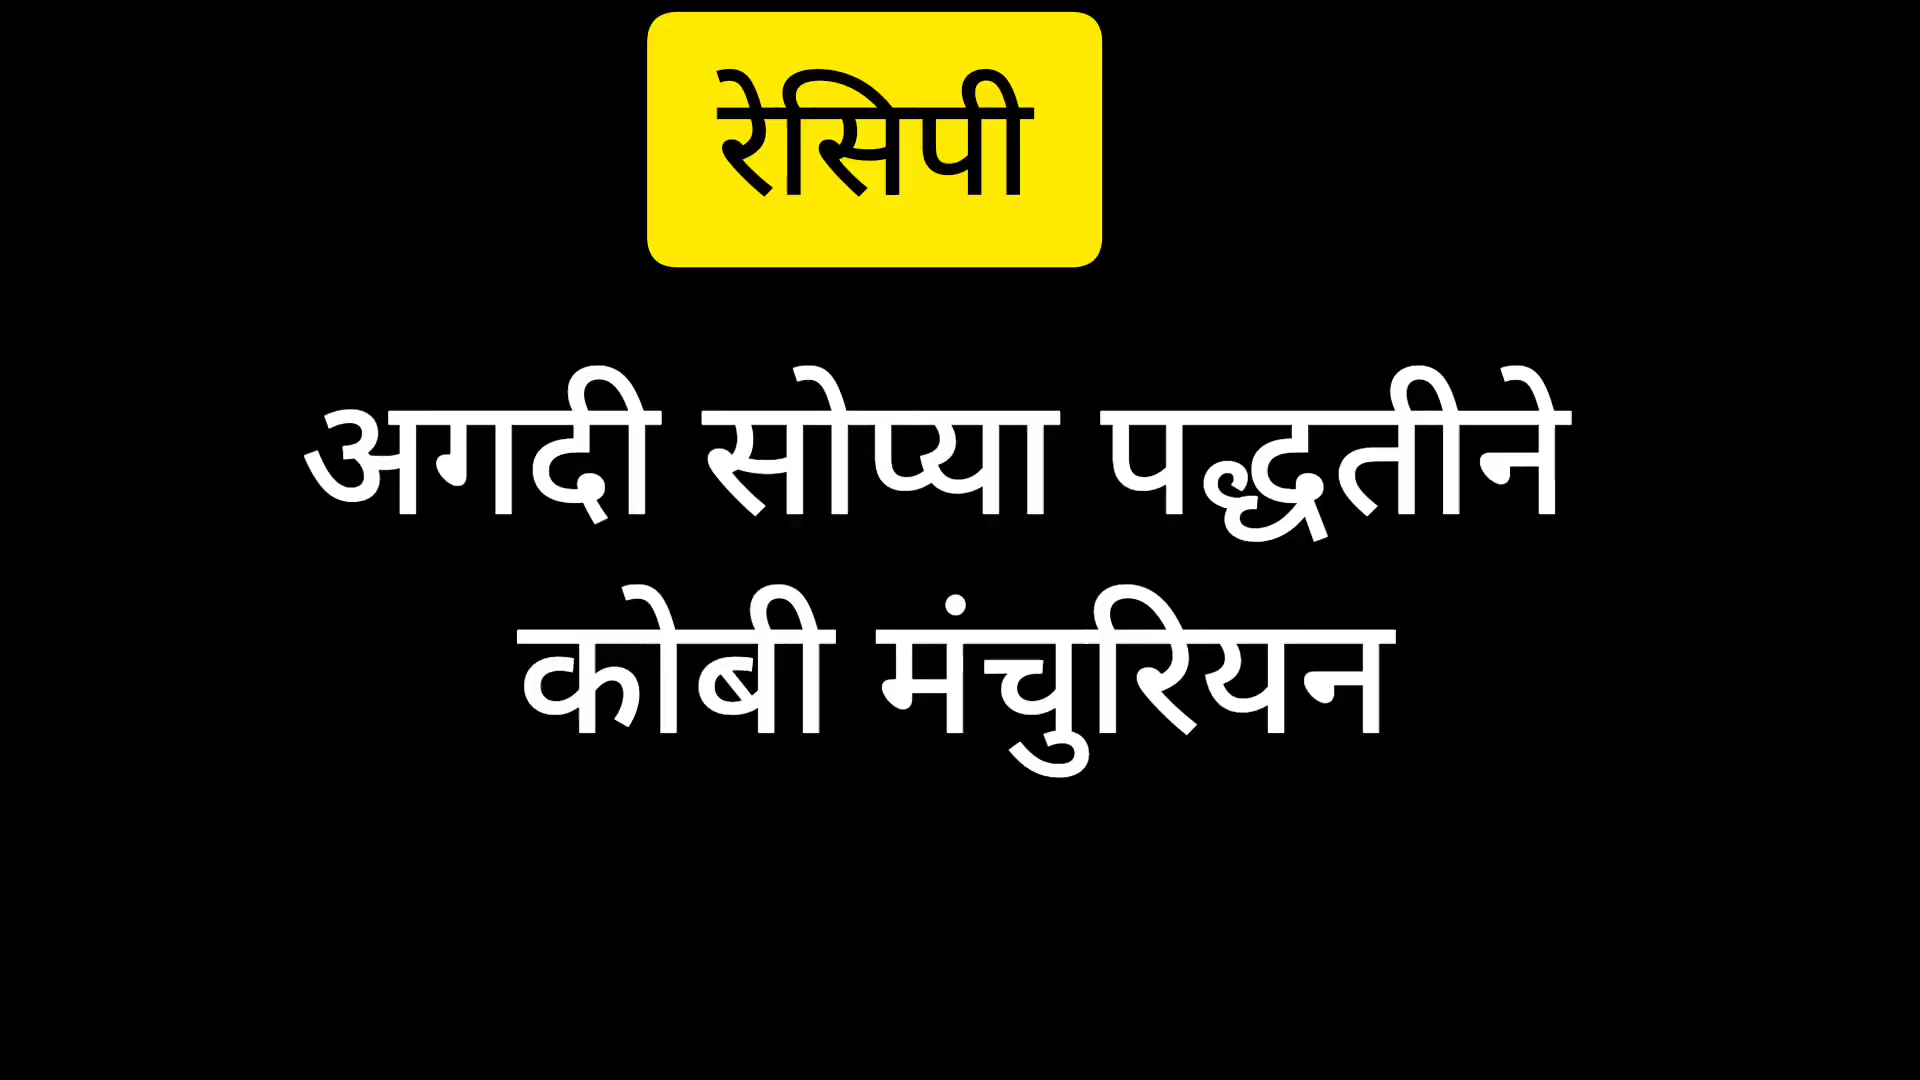 रेसिपी
अगदी सोप्या पद्धतीने
कोबी मंचुरियन